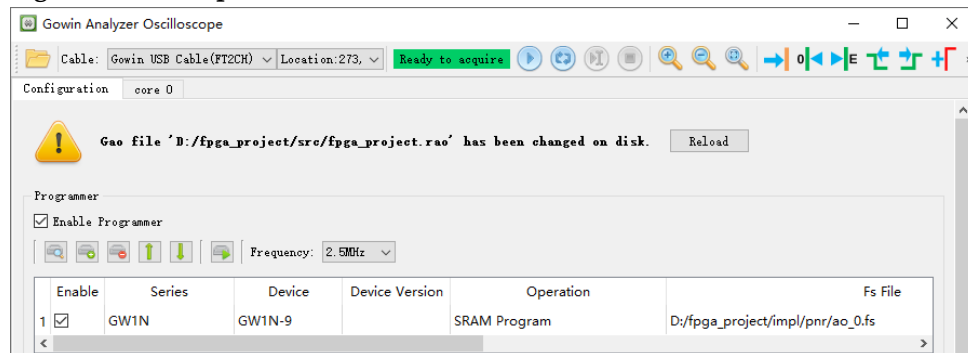 Gowin Analyzer Oscilloscope
Cable: Gowin USB Cable(FT2CH) Location:273, Ready to acquire
Configuration core 0
Gao file 'D:/fpga_project/src/fpga_project.rao' has been changed on disk. Reload
Programmer
Enable Programmer
Frequency: 2.5MHz
Enable Series Device Device Version Operation Fs File
1 GW1N GW1N-9 SRAM Program D:/fpga_project/impl/pnr/ao_0.fs